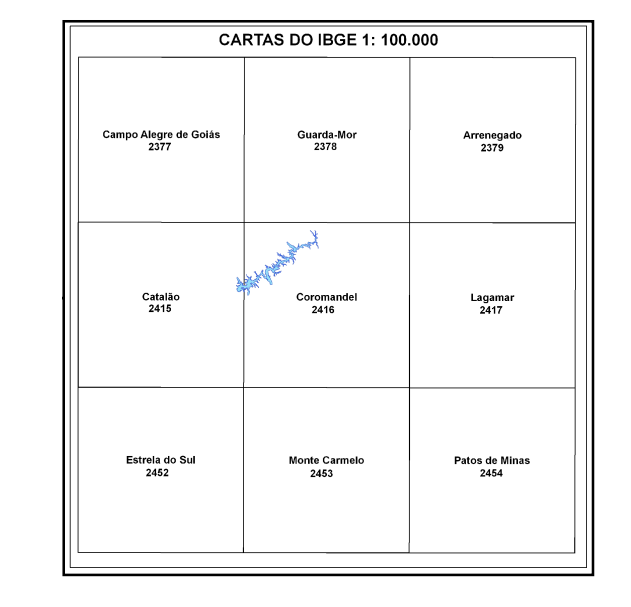 CARTAS DO IBGE 1: 100.000
Campo Alegre de Goiás
2377
Guarda-Mor
2378
Arrenegado
2379
Catalão
2415
Coromandel
2416
Lagamar
2417
Estrela do Sul
2452
Monte Carmelo
2453
Patos de Minas
2454